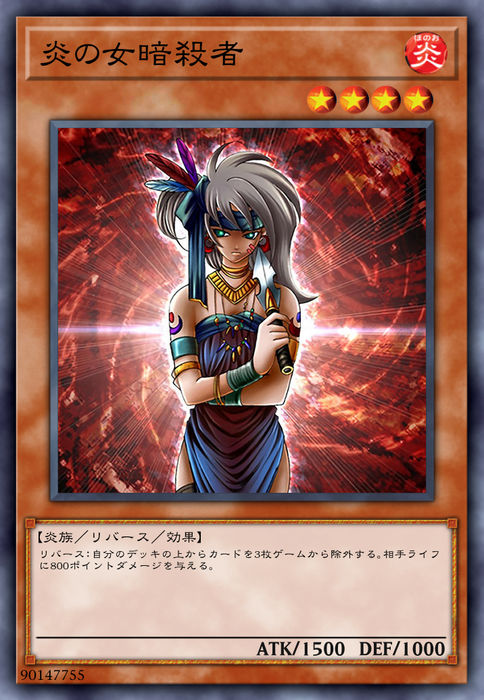 炎の女暗殺者
ほのお
炎
【炎族／リバース／効果】
リバース:自分のデッキの上からカードを3枚ゲームから除外する。相手ライフ
に800ポイントダメージを与える。
ATK/1500 DEF/1000
90147755